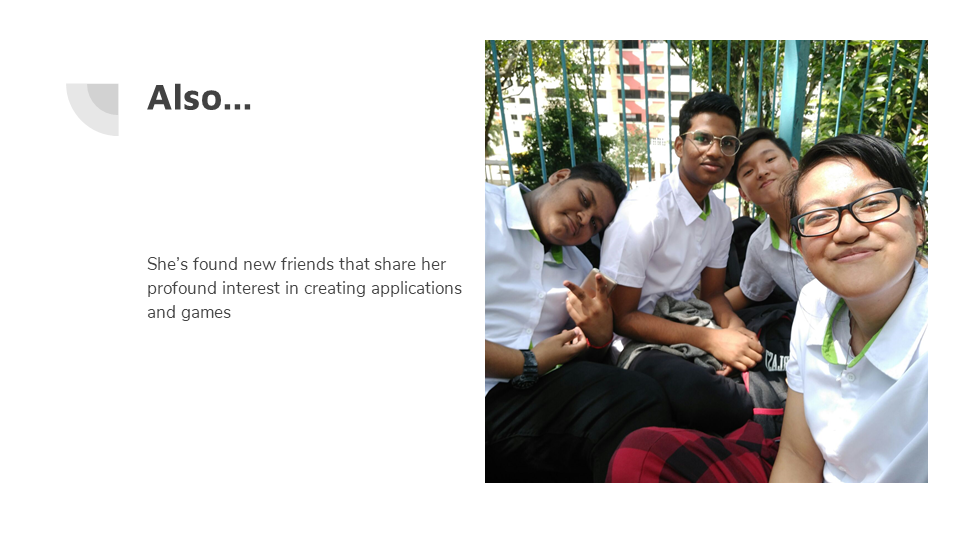 Also...
She's found new friends that share her
profound interest in creating applications
and games